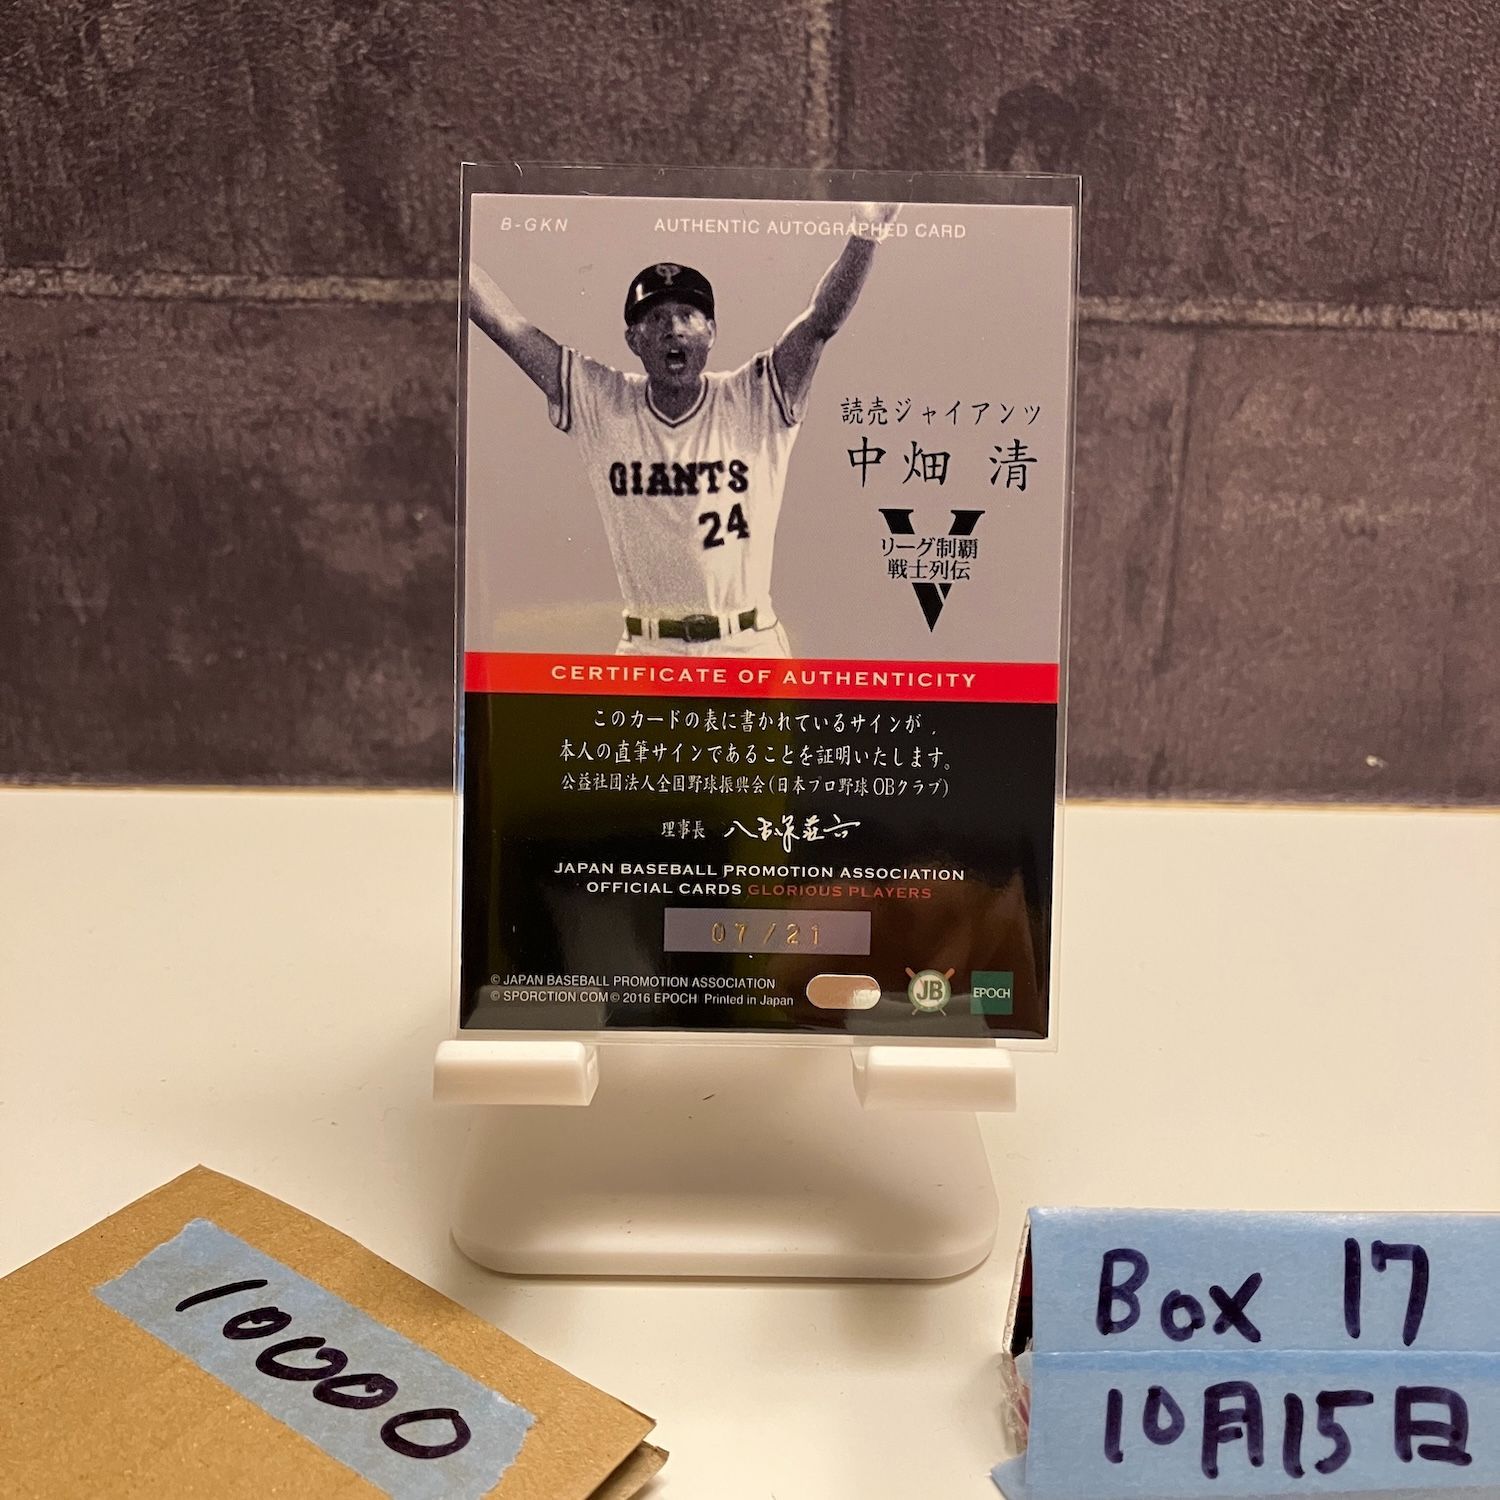 B-GKN
AUTHENTIC AUTOGRAPHED CARD
GIANTS
24
読売ジャイアンツ
中畑 清
V
リーグ制覇
戦士列伝
CERTIFICATE OF AUTHENTICITY
このカードの表に書かれているサインが、
本人の直筆サインであることを証明いたします。
公益社団法人全国野球振興会(日本プロ野球OBクラブ)
理事長 八木沢荘六
JAPAN BASEBALL PROMOTION ASSOCIATION
OFFICIAL CARDS GLORIOUS PLAYERS
07/21
© JAPAN BASEBALL PROMOTION ASSOCIATION
© SPORCTION.COM © 2016 EPOCH Printed in Japan
JB
EPOCH
10000
Box 17
10月15日